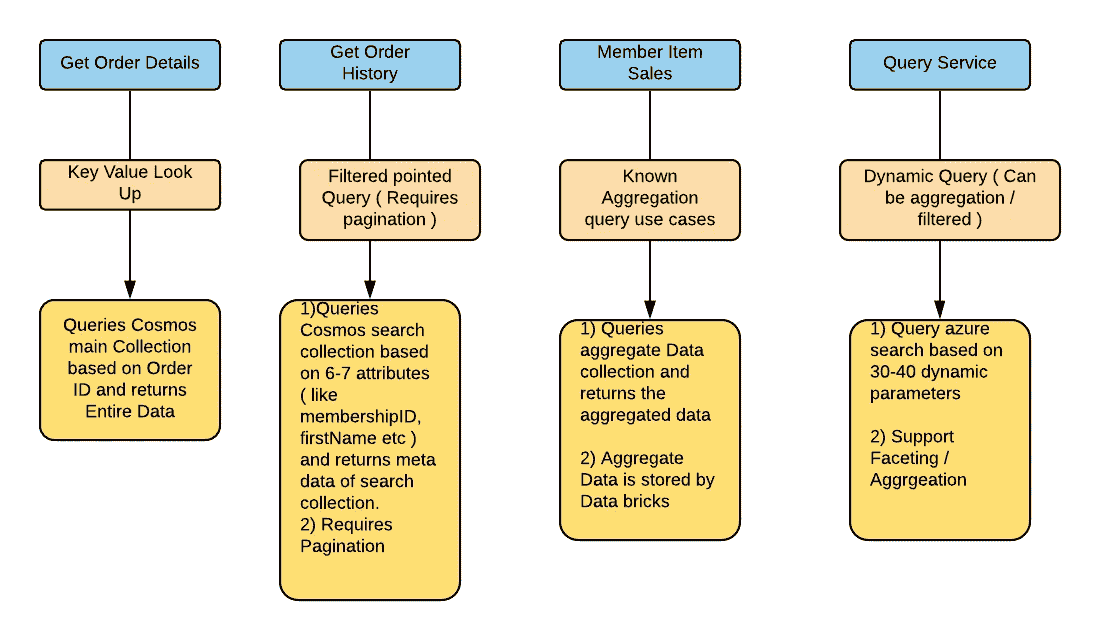 Get Order Details
Get Order
History
Member Item
Sales
Query Service
Key Value Look
Up
Filtered pointed
Query ( Requires
pagination )
Known
Aggregation
query use cases
Dynamic Query ( Can
be aggregation /
filtered )
Queries Cosmos
main Collection
based on Order
ID and returns
Entire Data
1)Queries
Cosmos search
collection based
on 6-7 attributes
( like
membershipID,
firstName etc )
and returns meta
data of search
collection.
2) Requires
Pagination
1) Queries
aggregate Data
collection and
returns the
aggregated data
2) Aggregate
Data is stored by
Data bricks
1) Query azure
search based on
30-40 dynamic
parameters
2) Support
Faceting /
Aggrgeation